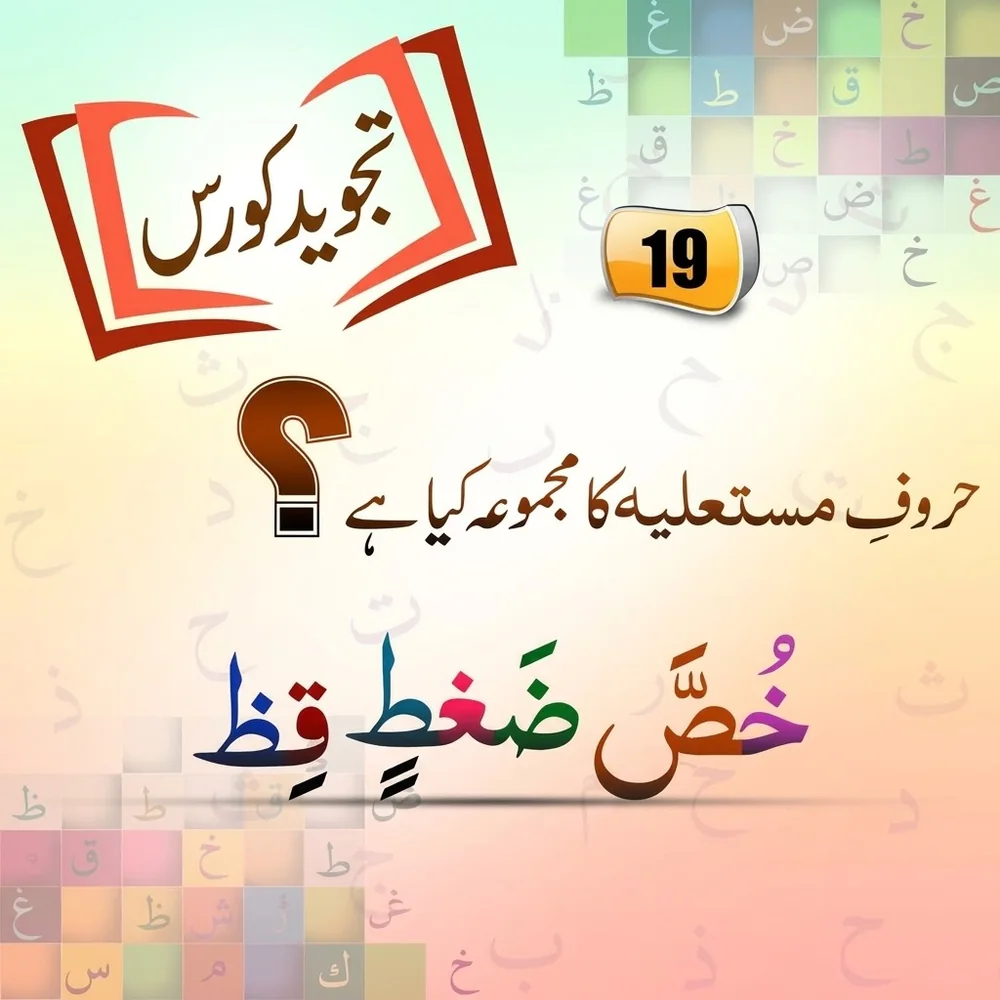 تجوید کورس
19
حروفِ مستعلیہ کا مجموعہ کیا ہے ؟
خُصَّ ضَغطٍ قِظ
غ ض خ
ظ ط ق ص
ق خ ط
غ ظ ض غ
ص خ
ج
ث
ح
خ
د
ب
ت
ح
ث
ذ
ر
ظ ط ق ص
ق خ ط
غ ظ ش غ
س م ك خ
ح
د
ب
ذ
ح